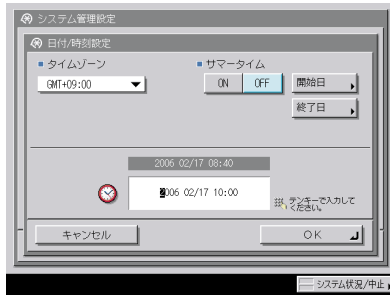 システム管理設定
日付/時刻設定
タイムゾーン
サマータイム
GMT+09:00
ON OFF
開始日
終了日
2006 02/17 08:40
2006 02/17 10:00
テンキーで入力して
ください。
キャンセル
OK
システム状況/中止